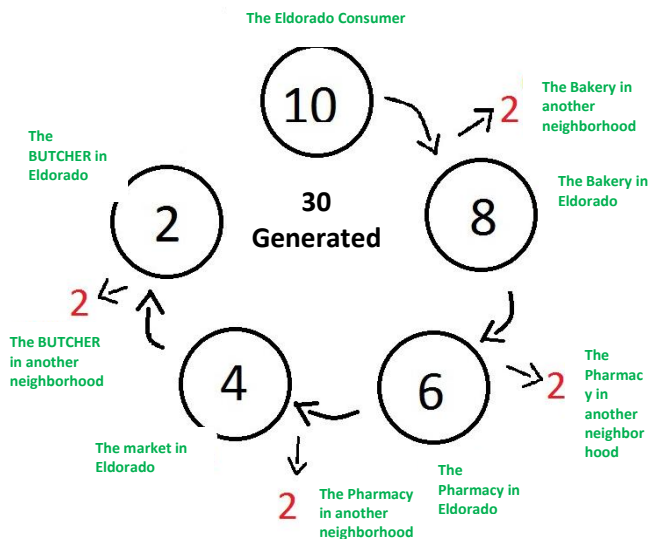 The Eldorado Consumer
10
2
The Bakery in
another
neighborhood
The
BUTCHER in
Eldorado
The Bakery in
Eldorado
2
30
Generated
8
2
The BUTCHER
in another
neighborhood
4
6
2
The
Pharmac
y in
another
neighbor
hood
The market in
Eldorado
2
The Pharmacy
in another
neighborhood
The
Pharmacy in
Eldorado